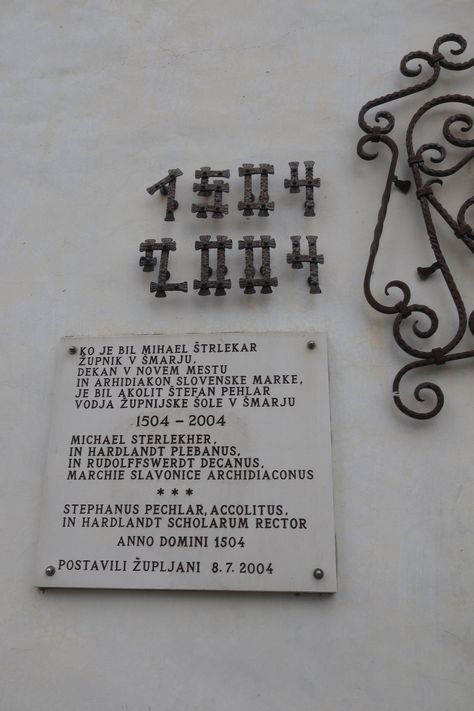 1504
2004
KO JE BIL MIHAEL ŠTRLEKAR
ŽUPNIK V ŠMARJU,
DEKAN V NOVEM MESTU
IN ARHIDIAKON SLOVENSKE MARKE,
JE BIL AKOLIT ŠTEFAN PEHLAR
VODJA ŽUPNIJSKE ŠOLE V ŠMARJU
1504 – 2004
MICHAEL STERLEKHER,
IN HARDLANDT PLEBANUS,
IN RUDOLFFSWERDT DECANUS,
MARCHIE SLAVONICE ARCHIDIACONUS
* * *
STEPHANUS PECHLAR, ACCOLITUS,
IN HARDLANDT SCHOLARUM RECTOR
ANNO DOMINI 1504
POSTAVILI ŽUPLJANI 8. 7. 2004